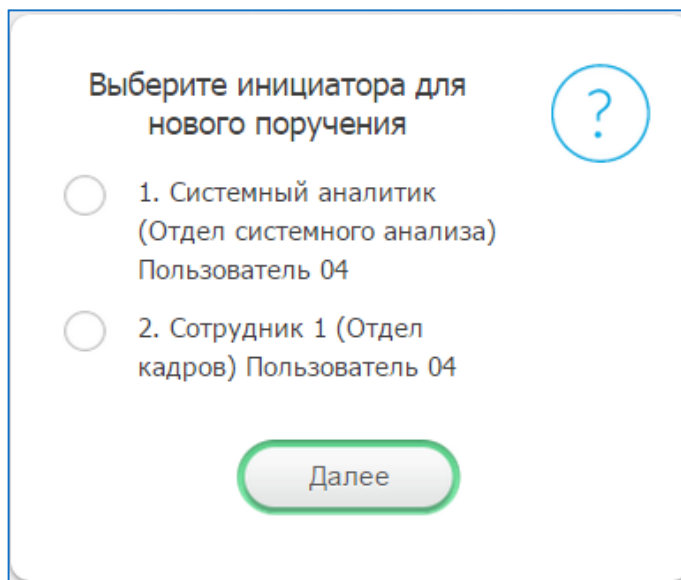 Выберите инициатора для
нового поручения
?
1. Системный аналитик
(Отдел системного анализа)
Пользователь 04
2. Сотрудник 1 (Отдел
кадров) Пользователь 04
Далее